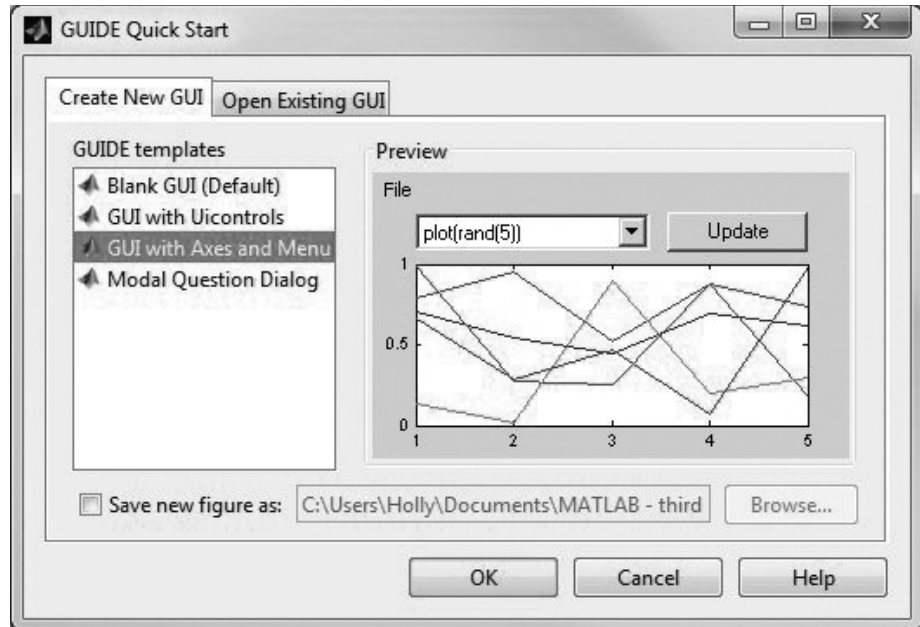 GUIDE Quick Start
Create New GUI
Open Existing GUI
GUIDE templates
Blank GUI (Default)
GUI with Uicontrols
GUI with Axes and Menu
Modal Question Dialog
Preview
File
plot(rand(5))
Update
1
0.5
0
1 2 3 4 5
Save new figure as:
C:\Users\Holly\Documents\MATLAB - third
Browse...
OK
Cancel
Help